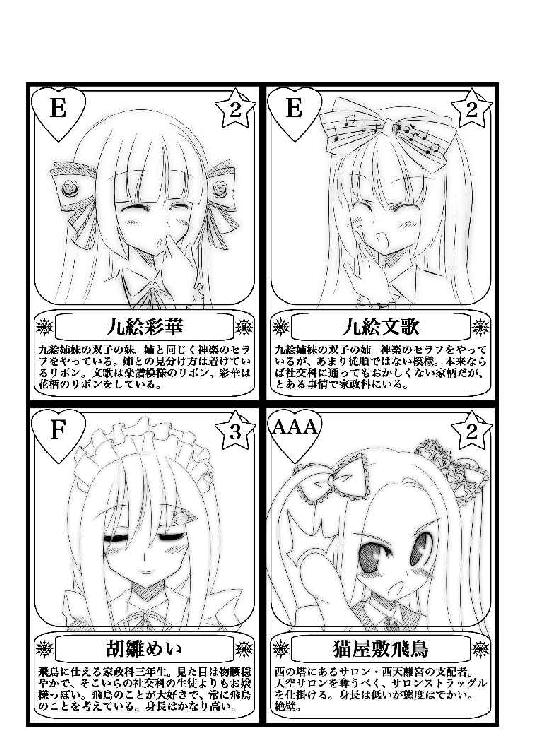 E
2
九絵彩華
九絵姉妹の双子の妹。姉と同じく神楽のセラ
フをやっている。姉との見分け方は着けてい
るリボン。文歌は楽譜模様のリボン、彩華は
花柄のリボンをしている。
E
2
九絵文歌
九絵姉妹の双子の姉。神楽のセラフをやって
いるが、あまり従順ではない模様。本来なら
ば社交科に通ってもおかしくない家柄だが、
とある事情で家政科にいる。
F
3
胡雛めい
飛鳥に仕える家政科三年生。見た目は物静穏
やかで、そこいらの社交科の生徒よりもお嬢
様っぽい。飛鳥のことが大好きで、常に飛鳥
のことを考えている。身長はかなり高い。
AAA
2
猫屋敷飛鳥
西の塔にあるサロン・西天離宮の支配者。
天空サロンを奪うべく、サロンストラッグル
を仕掛ける。身長は低いが態度はでかい。
絶壁。